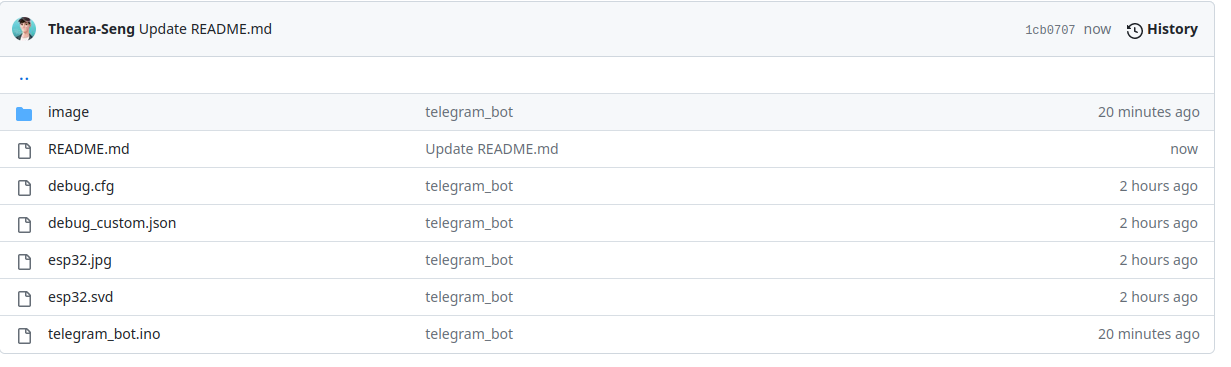 Theara-Seng Update README.md 1cb0707 now History
..
image telegram_bot 20 minutes ago
README.md Update README.md now
debug.cfg telegram_bot 2 hours ago
debug_custom.json telegram_bot 2 hours ago
esp32.jpg telegram_bot 2 hours ago
esp32.svd telegram_bot 2 hours ago
telegram_bot.ino telegram_bot 20 minutes ago